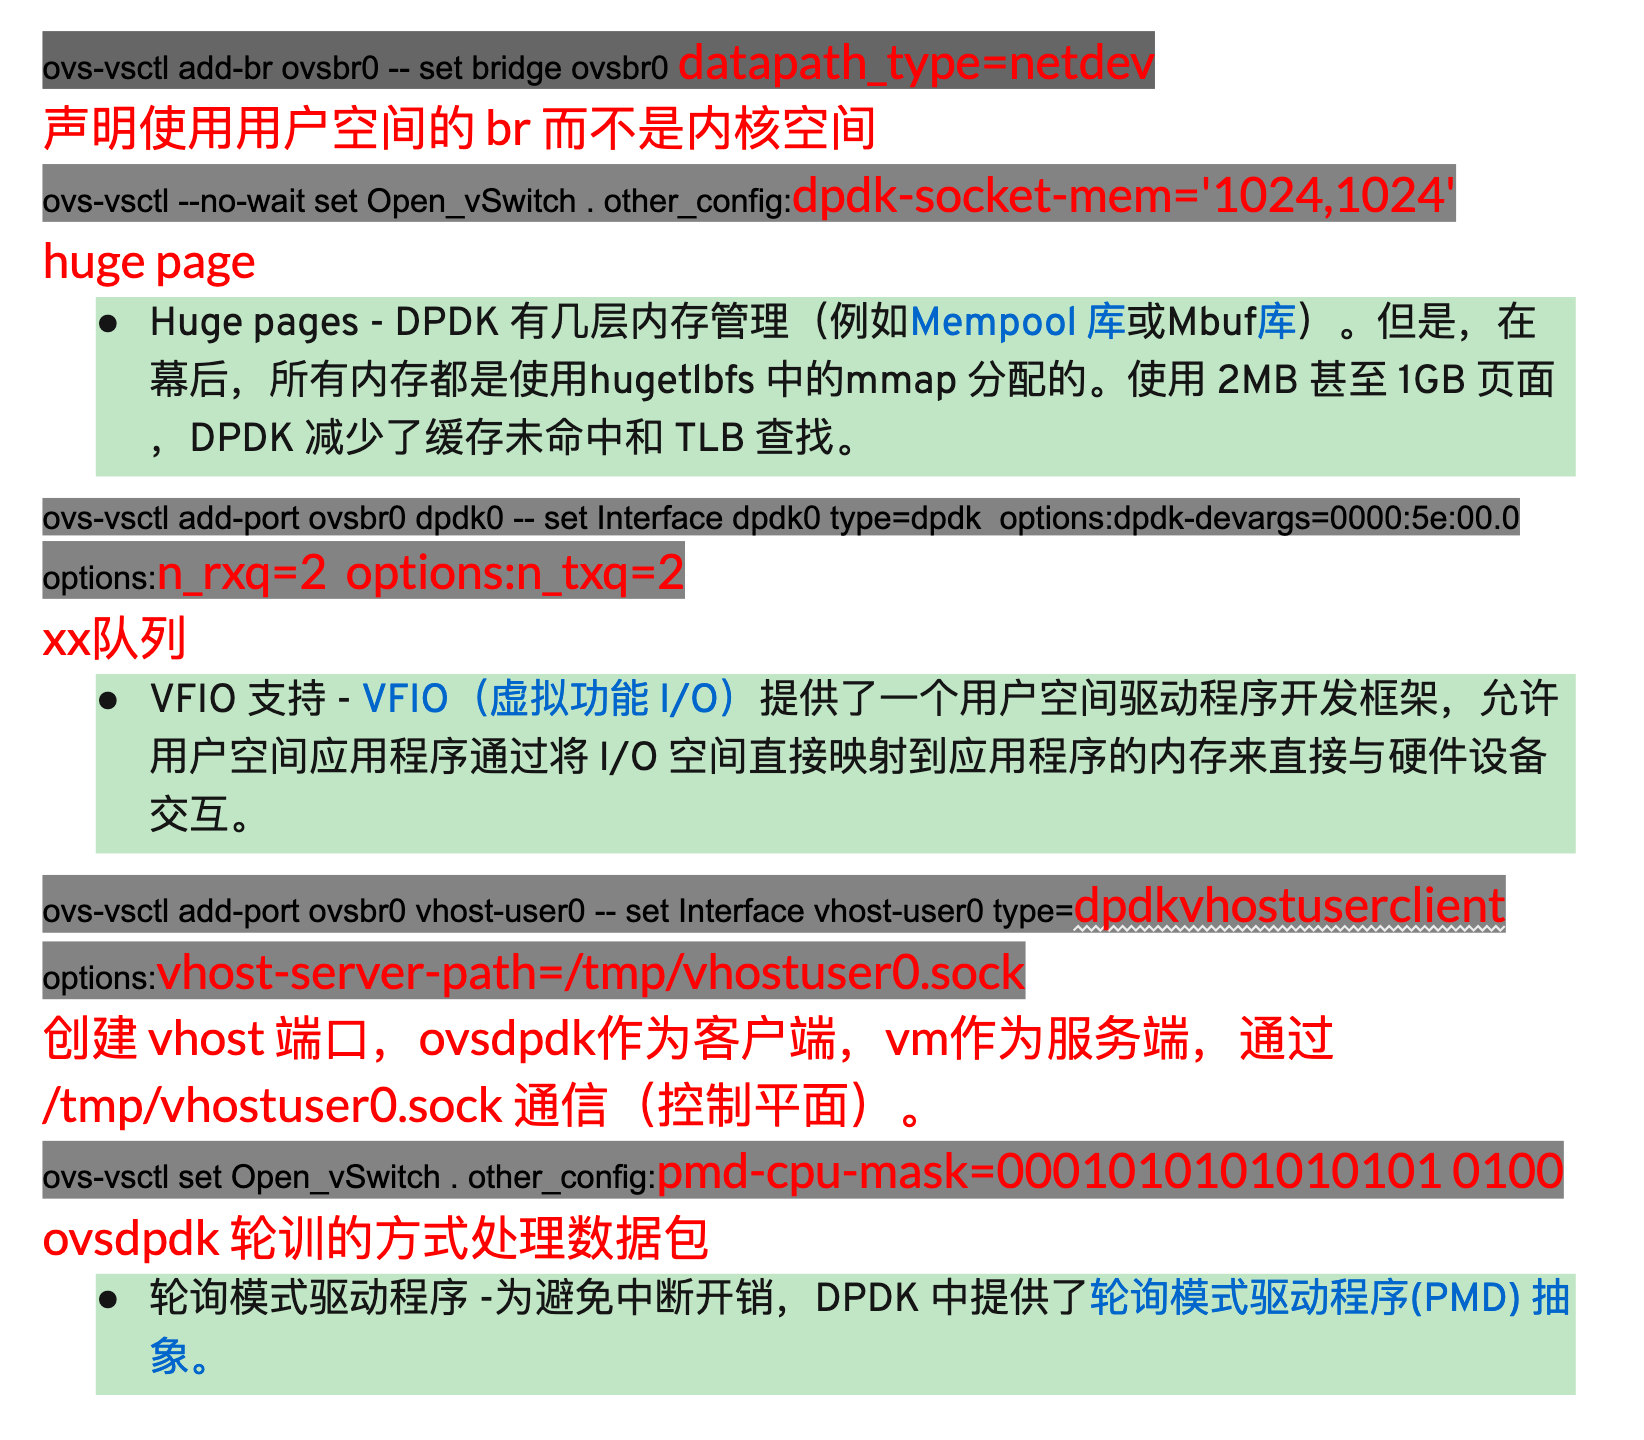 ovs-vsctl add-br ovsbr0 -- set bridge ovsbr0 datapath_type=netdev
声明使用用户空间的 br 而不是内核空间
ovs-vsctl --no-wait set Open_vSwitch . other_config:dpdk-socket-mem='1024,1024'
huge page
● Huge pages - DPDK 有几层内存管理（例如Mempool 库或Mbuf库）。但是，在
幕后，所有内存都是使用hugetlbfs 中的mmap 分配的。使用 2MB 甚至 1GB 页面
，DPDK 减少了缓存未命中和 TLB 查找。
ovs-vsctl add-port ovsbr0 dpdk0 -- set Interface dpdk0 type=dpdk  options:dpdk-devargs=0000:5e:00.0
options:n_rxq=2  options:n_txq=2
xx队列
● VFIO 支持 - VFIO（虚拟功能 I/O）提供了一个用户空间驱动程序开发框架，允许
用户空间应用程序通过将 I/O 空间直接映射到应用程序的内存来直接与硬件设备
交互。
ovs-vsctl add-port ovsbr0 vhost-user0 -- set Interface vhost-user0 type=dpdkvhostuserclient
options:vhost-server-path=/tmp/vhostuser0.sock
创建 vhost 端口，ovsdpdk作为客户端，vm作为服务端，通过
/tmp/vhostuser0.sock 通信（控制平面）。
ovs-vsctl set Open_vSwitch . other_config:pmd-cpu-mask=0001010101010101 0100
ovsdpdk 轮训的方式处理数据包
● 轮询模式驱动程序 -为避免中断开销，DPDK 中提供了轮询模式驱动程序(PMD) 抽
象。